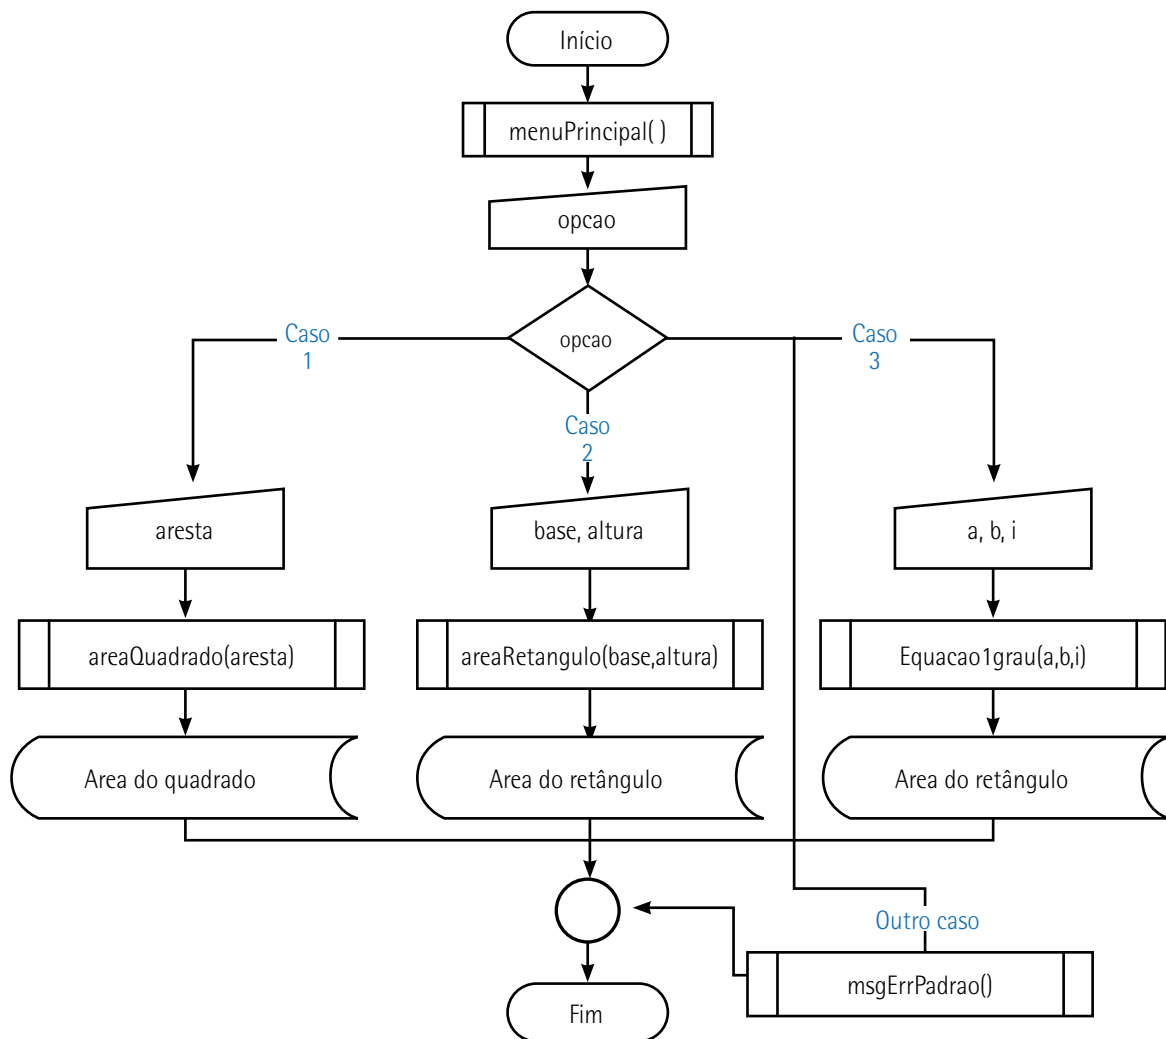 Início
menuPrincipal( )
opcao
opcao
Caso
1
Caso
2
Caso
3
aresta
base, altura
a, b, i
areaQuadrado(aresta)
areaRetangulo(base,altura)
Equacao1grau(a,b,i)
Area do quadrado
Area do retângulo
Area do retângulo
Outro caso
msgErrPadrao()
Fim